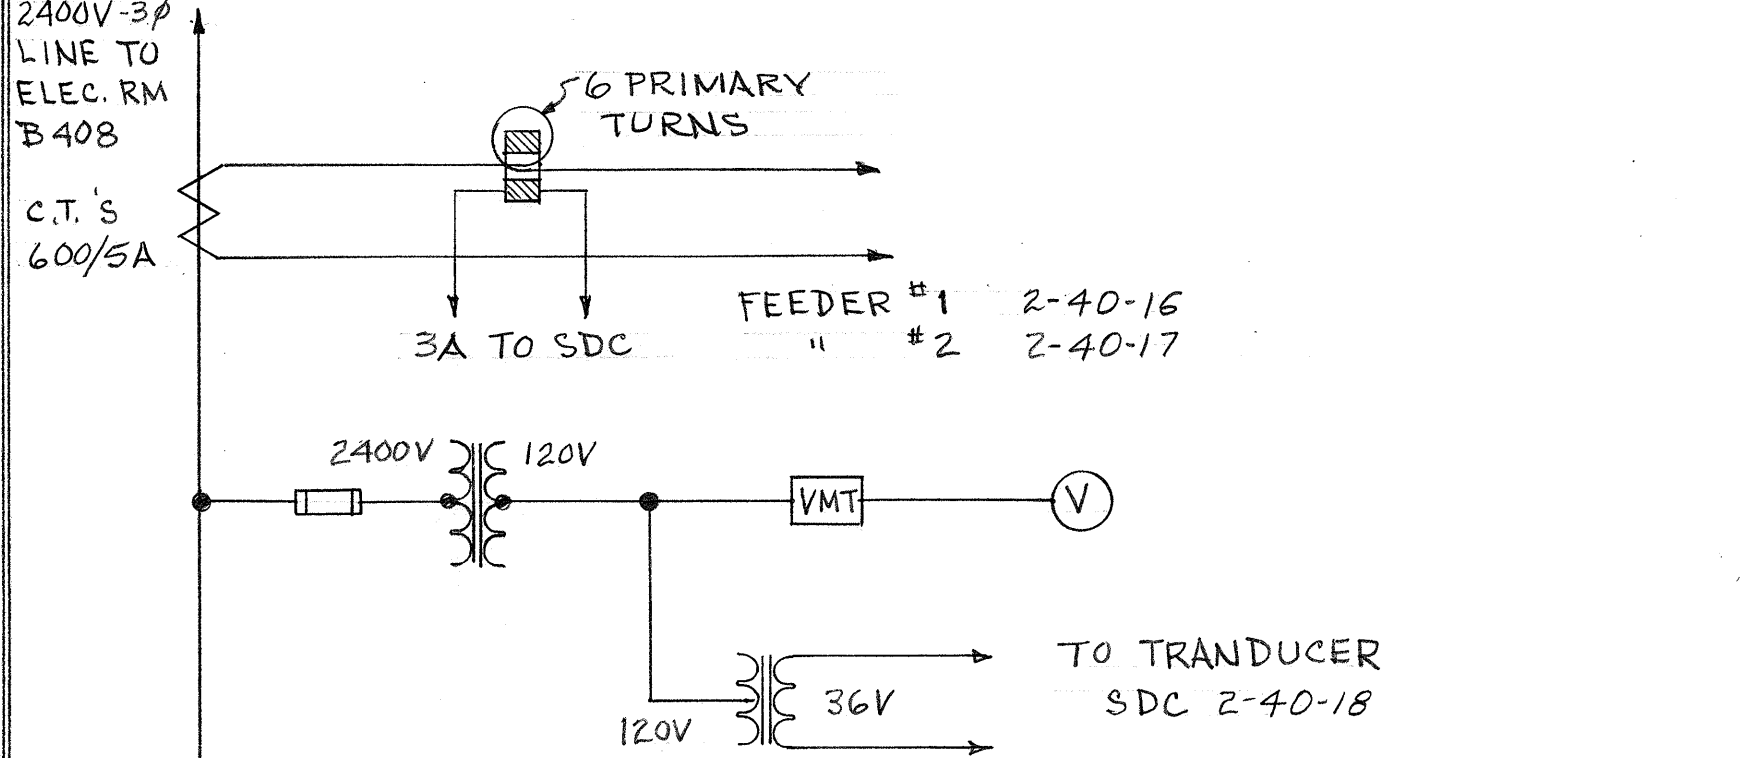 2400V-3ϕ
LINE TO
ELEC. RM
B408
C.T.'S
600/5A
6 PRIMARY
TURNS
3A TO SDC
FEEDER #1 2-40-16
" #2 2-40-17
2400V
120V
VMT
V
120V
36V
TO TRANDUCER
SDC 2-40-18